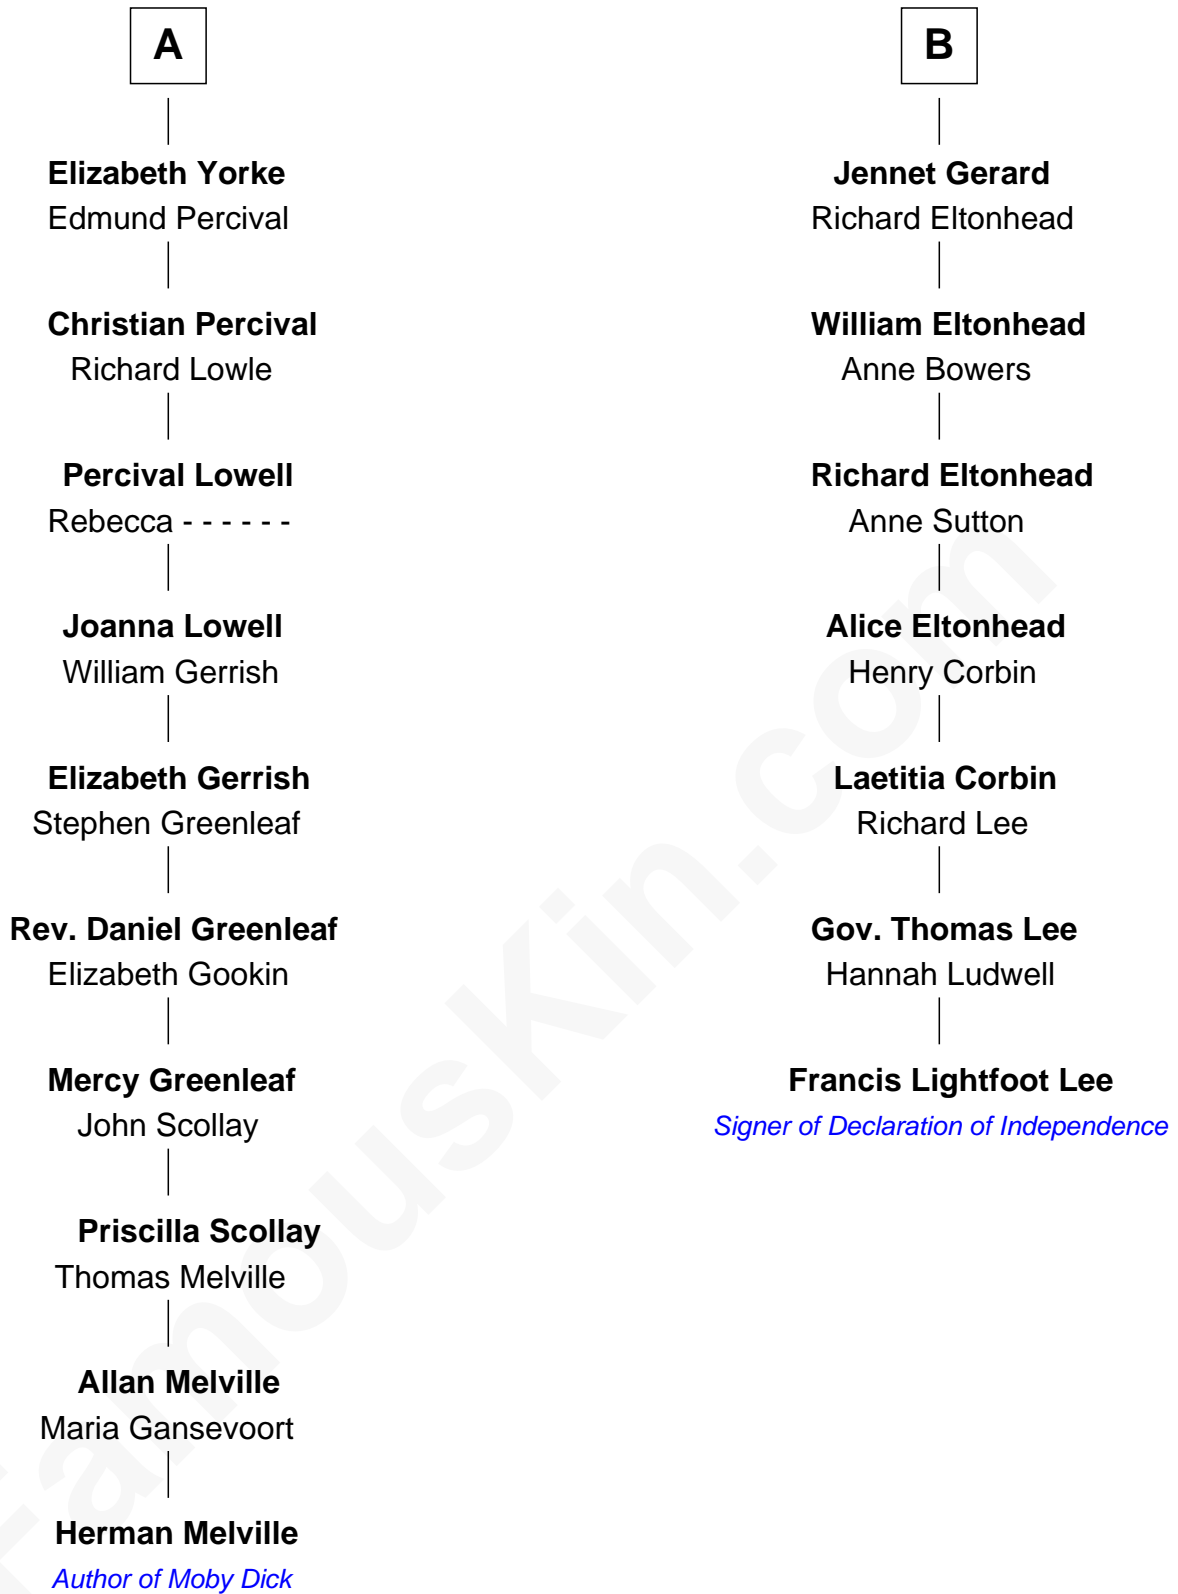 A
Elizabeth Yorke
Edmund Percival
Christian Percival
Richard Lowle
Percival Lowell
Rebecca - - - - - -
Joanna Lowell
William Gerrish
Elizabeth Gerrish
Stephen Greenleaf
Rev. Daniel Greenleaf
Elizabeth Gookin
Mercy Greenleaf
John Scollay
Priscilla Scollay
Thomas Melville
Allan Melville
Maria Gansevoort
Herman Melville
Author of Moby Dick
B
Jennet Gerard
Richard Eltonhead
William Eltonhead
Anne Bowers
Richard Eltonhead
Anne Sutton
Alice Eltonhead
Henry Corbin
Laetitia Corbin
Richard Lee
Gov. Thomas Lee
Hannah Ludwell
Francis Lightfoot Lee
Signer of Declaration of Independence
FamousKin.com